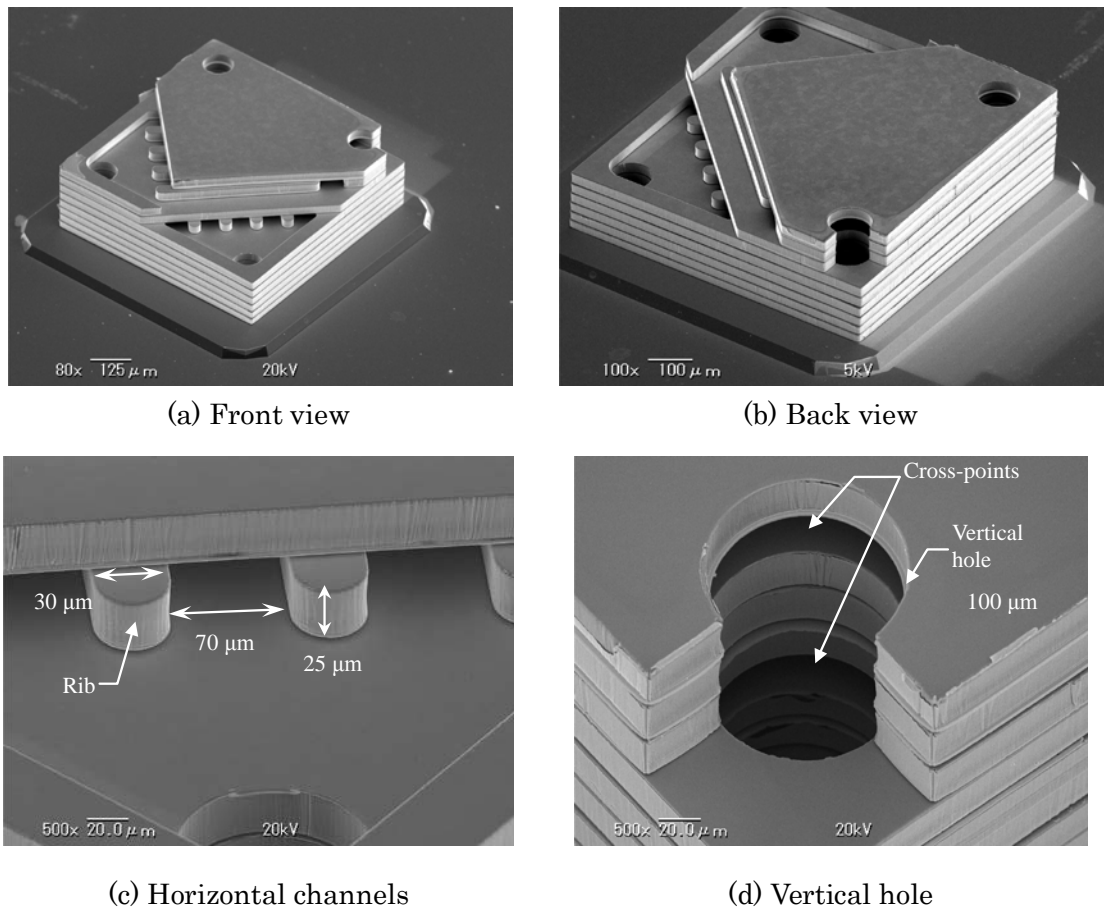 80x 125 μm 20kV
100x 100 μm 5kV
(a) Front view
(b) Back view
30 μm
70 μm
25 μm
Rib
500x 20.0 μm 20kV
Cross-points
Vertical
hole
100 μm
500x 20.0 μm 20kV
(c) Horizontal channels
(d) Vertical hole